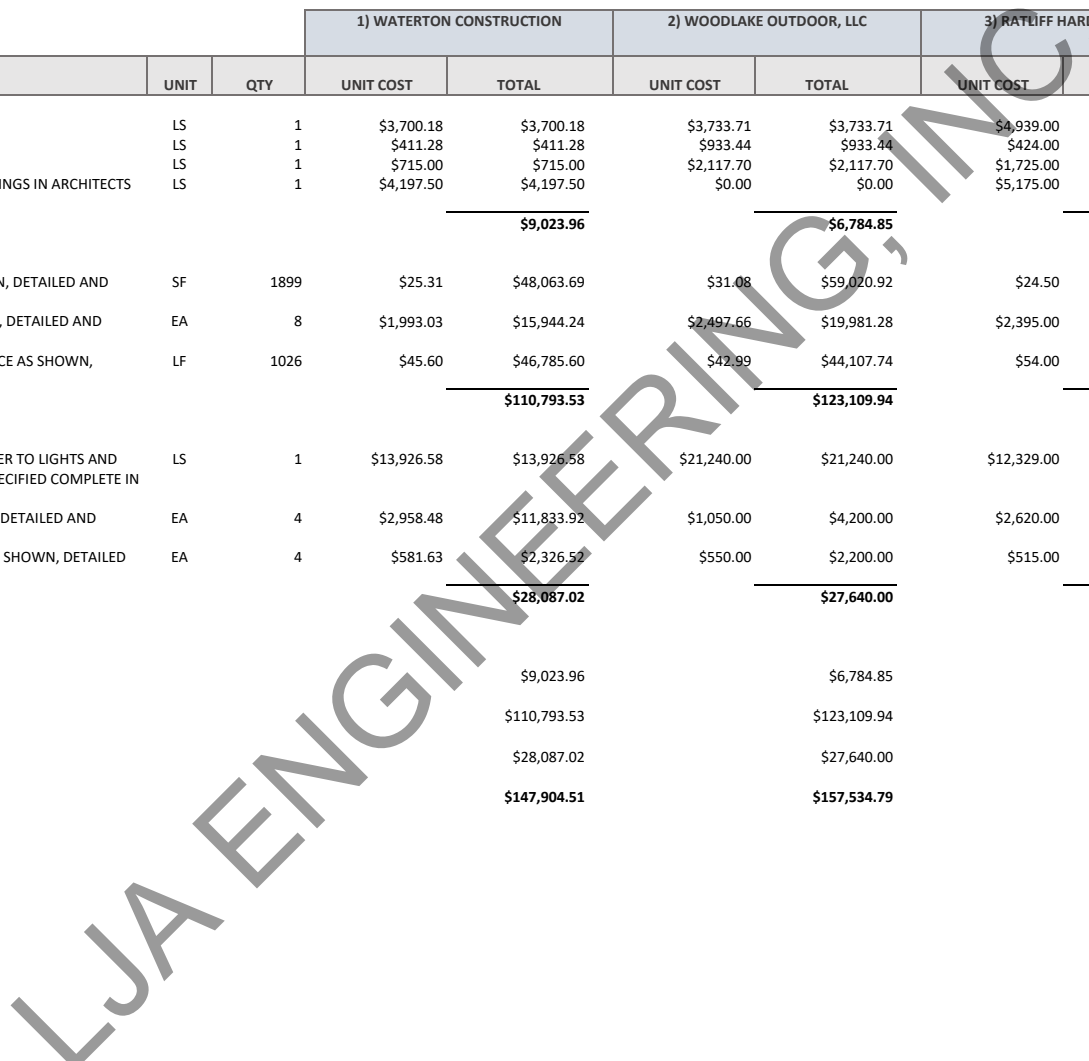 1) WATERTON CONSTRUCTION 2) WOODLAKE OUTDOOR, LLC 3) RATLIFF
UNIT QTY UNIT COST TOTAL UNIT COST TOTAL UNIT COST
LS 1 $3,700.18 $3,700.18 $3,733.71 $3,733.71 $4,939.00
LS 1 $411.28 $411.28 $933.44 $933.44 $424.00
LS 1 $715.00 $715.00 $2,117.70 $2,117.70 $1,725.00
INGS IN ARCHITECTS LS 1 $4,197.50 $4,197.50 $0.00 $0.00 $5,175.00
$9,023.96 $6,784.85
N, DETAILED AND SF 1899 $25.31 $48,063.69 $31.08 $59,020.92 $24.50
, DETAILED AND EA 8 $1,993.03 $15,944.24 $2,497.66 $19,981.28 $2,395.00
CE AS SHOWN, LF 1026 $45.60 $46,785.60 $42.99 $44,107.74 $54.00
$110,793.53 $123,109.94
ER TO LIGHTS AND LS 1 $13,926.58 $13,926.58 $21,240.00 $21,240.00 $12,329.00
ECIFIED COMPLETE IN
DETAILED AND EA 4 $2,958.48 $11,833.92 $1,050.00 $4,200.00 $2,620.00
SHOWN, DETAILED EA 4 $581.63 $2,326.52 $550.00 $2,200.00 $515.00
$28,087.02 $27,640.00
$9,023.96 $6,784.85
$110,793.53 $123,109.94
$28,087.02 $27,640.00
$147,904.51 $157,534.79
LJA ENGINEERING, INC